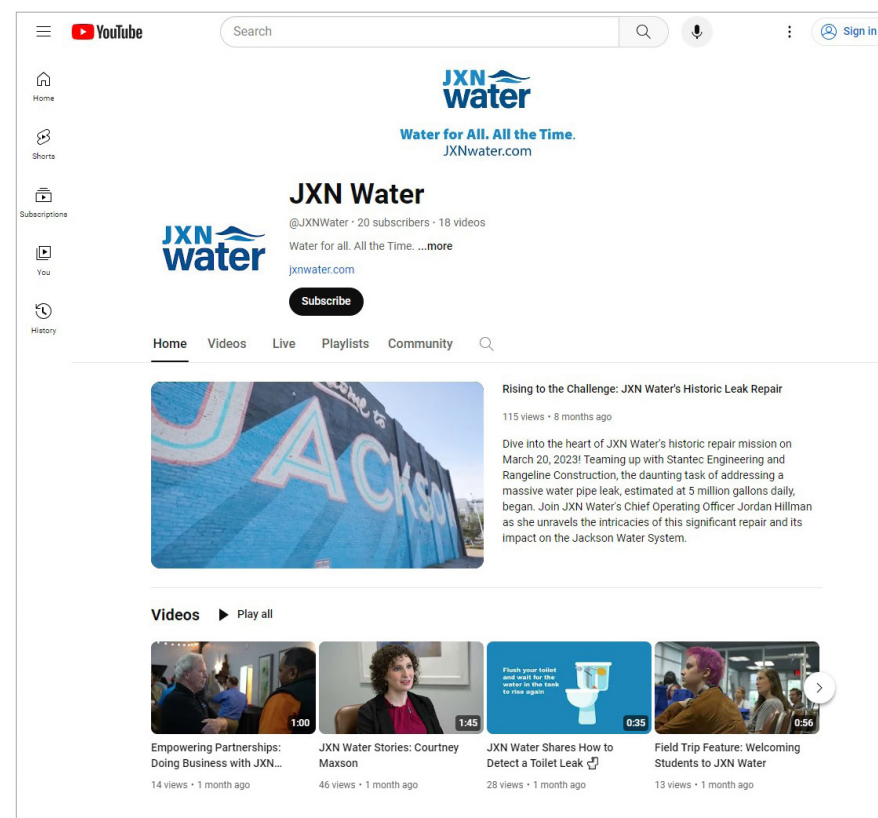 YouTube
Search
Sign in
Home
Shorts
Subscriptions
You
History
JXN
water
Water for All. All the Time.
JXNwater.com
JXN
water
JXN Water
@JXNWater · 20 subscribers · 18 videos
Water for all. All the Time. ...more
jxnwater.com
Subscribe
Home Videos Live Playlists Community
come
to
JACKSON
Rising to the Challenge: JXN Water's Historic Leak Repair
115 views • 8 months ago
Dive into the heart of JXN Water's historic repair mission on
March 20, 2023! Teaming up with Stantec Engineering and
Rangeline Construction, the daunting task of addressing a
massive water pipe leak, estimated at 5 million gallons daily,
began. Join JXN Water's Chief Operating Officer Jordan Hillman
as she unravels the intricacies of this significant repair and its
impact on the Jackson Water System.
Videos Play all
1:00
Empowering Partnerships:
Doing Business with JXN...
14 views • 1 month ago
1:45
JXN Water Stories: Courtney
Maxson
46 views • 1 month ago
Flush your toilet
and wait for the
water in the tank
to rise again
0:35
JXN Water Shares How to
Detect a Toilet Leak
28 views • 1 month ago
0:56
Field Trip Feature: Welcoming
Students to JXN Water
13 views • 1 month ago